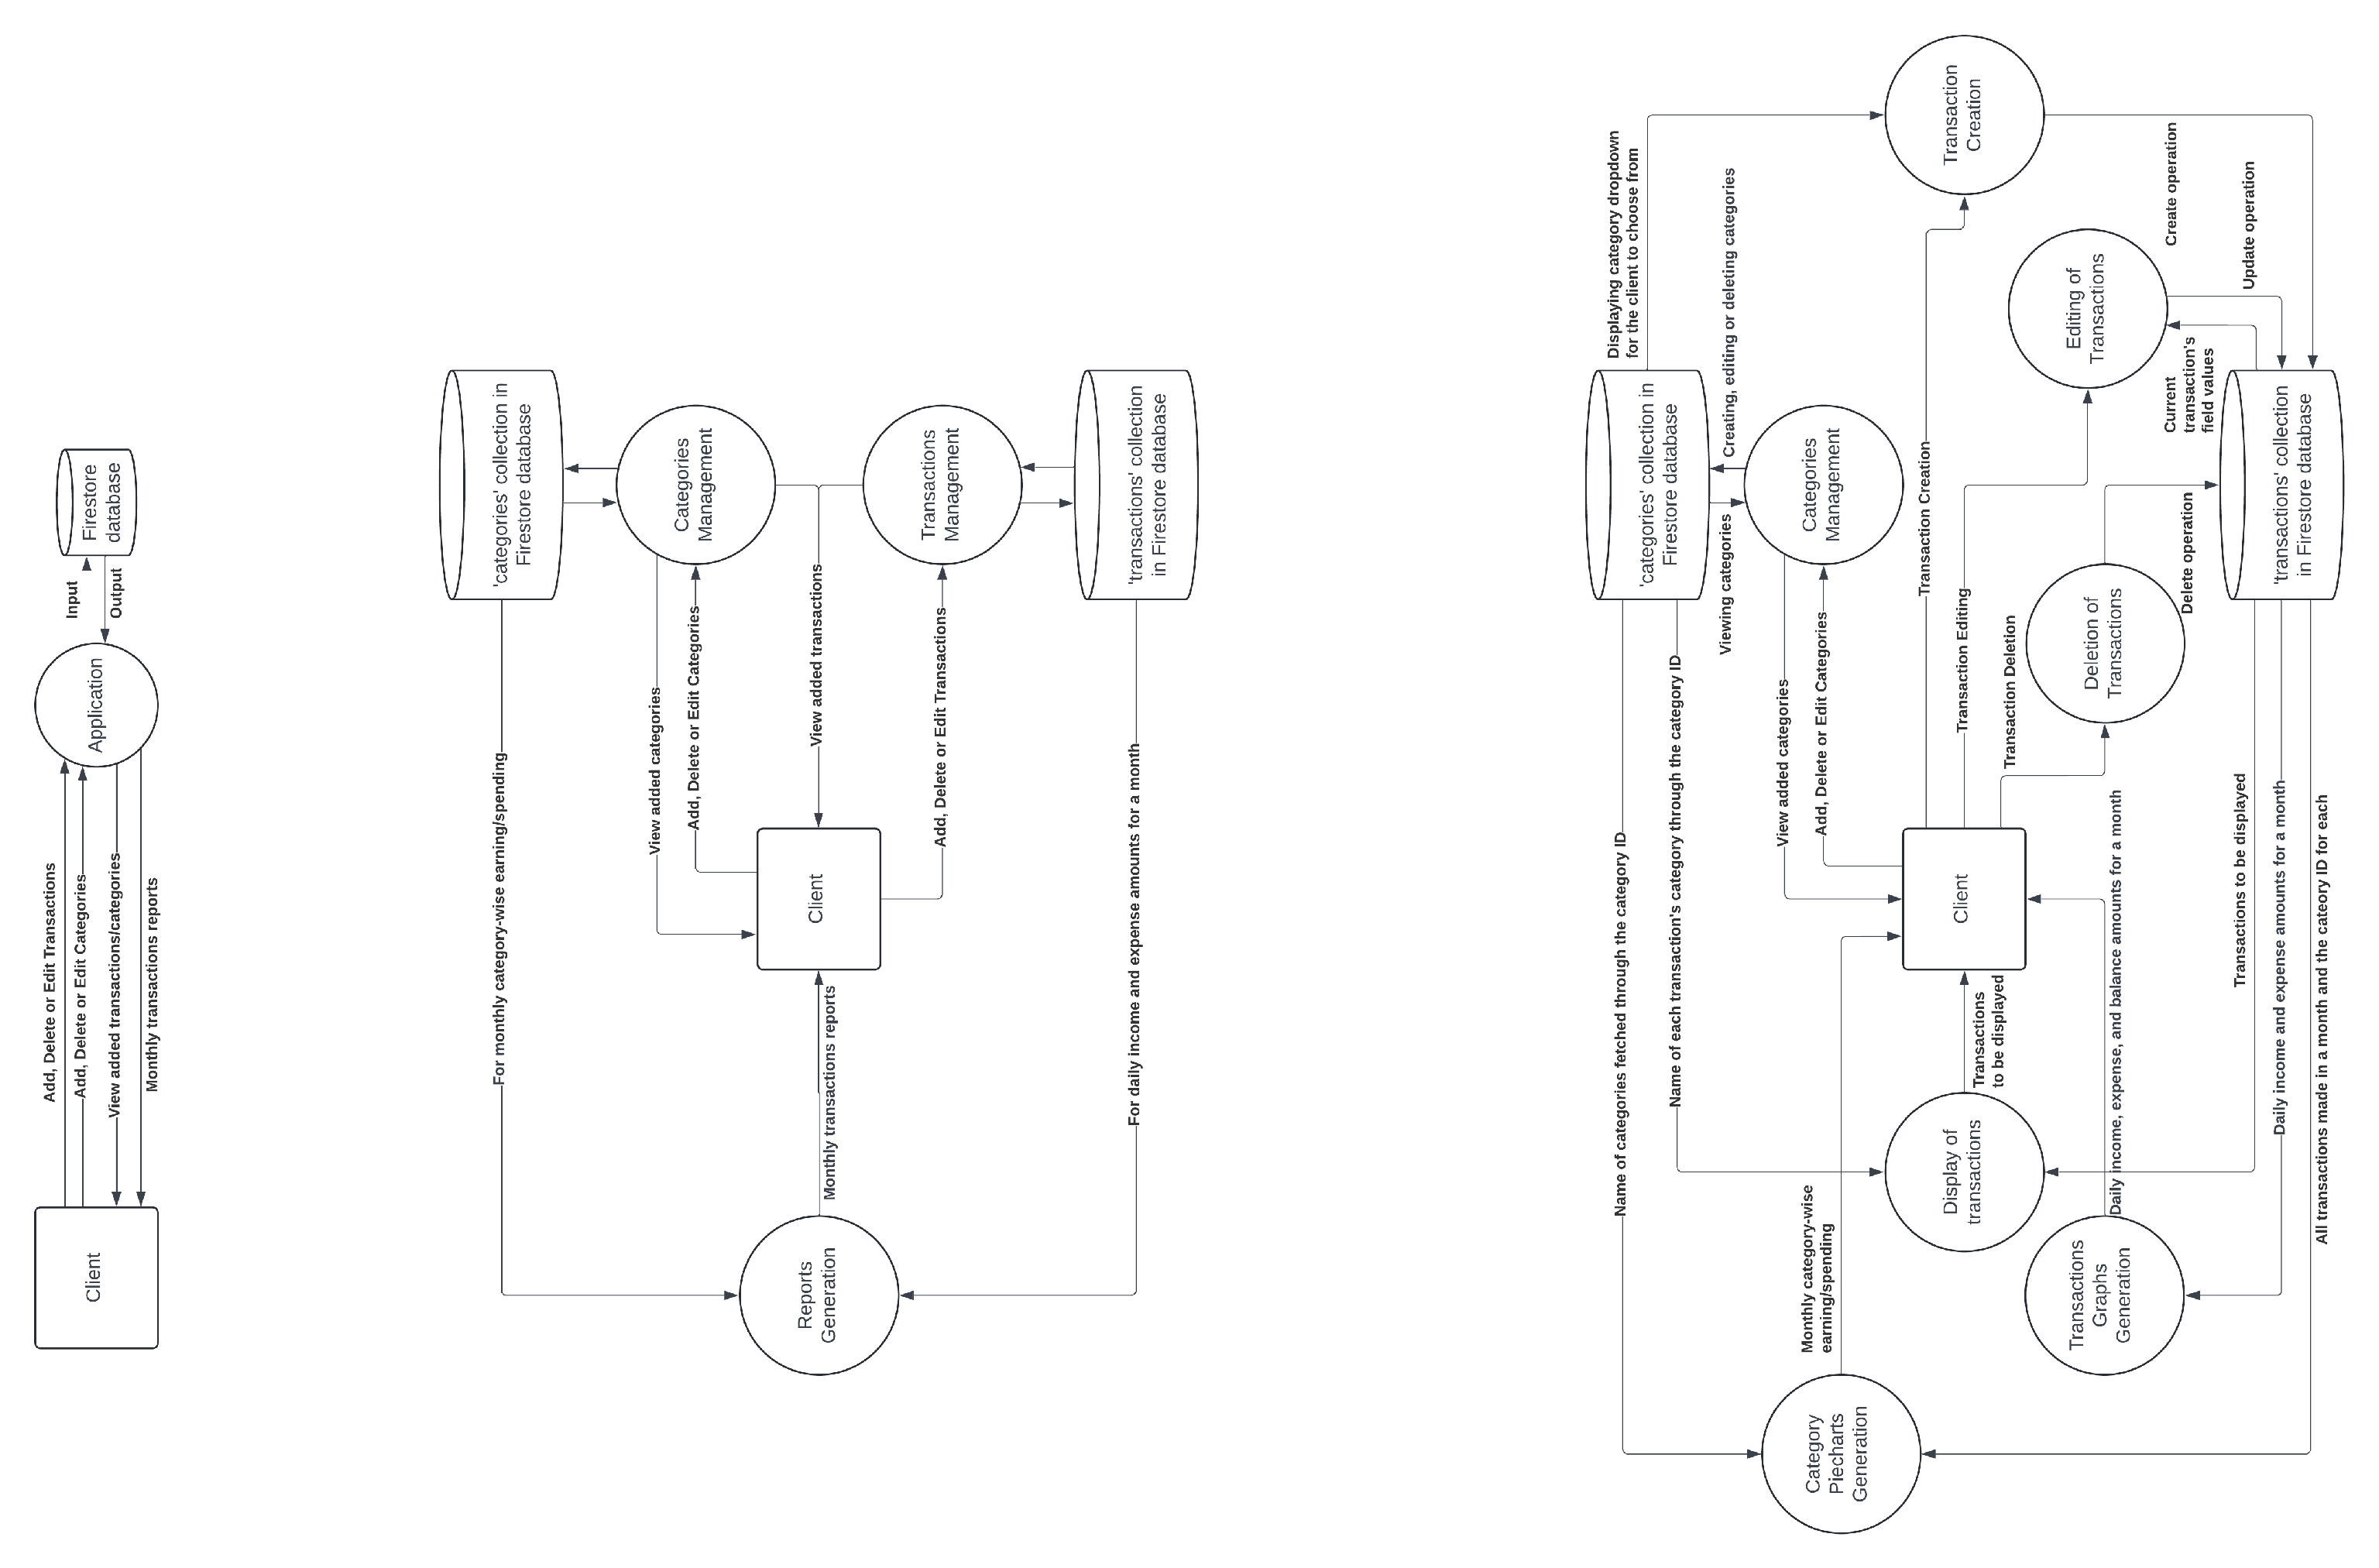 Add, Delete or Edit Transactions
Input
Add, Delete or Edit Categories
Client
Application
Firestore
database
View added transactions/categories
Output
Monthly transactions reports
'categories' collection in
Firestore database
For monthly category-wise earning/spending
View added categories
Add, Delete or Edit Categories
Categories
Management
View added transactions
Client
Reports
Generation
Monthly transactions reports
Add, Delete or Edit Transactions
Transactions
Management
For daily income and expense amounts for a month
'transactions' collection
in Firestore database
Displaying category dropdown
for the client to choose from
Name of categories fetched through the category ID
'categories' collection in
Firestore database
Name of each transaction's category through the category ID
Viewing categories
Creating, editing or deleting categories
View added categories
Add, Delete or Edit Categories
Categories
Management
Monthly category-wise
earning/spending
Category
Piecharts
Generation
Transaction Creation
Transaction
Creation
Display of
transactions
Client
Transaction Editing
Transactions
to be displayed
Transaction Deletion
Editing of
Transactions
Transactions
Graphs
Generation
Deletion of
Transactions
Daily income, expense, and balance amounts for a month
Delete operation
Current
transaction's
field values
Create operation
Update operation
Transactions to be displayed
Daily income and expense amounts for a month
'transactions' collection
in Firestore database
All transactions made in a month and the cateory ID for each